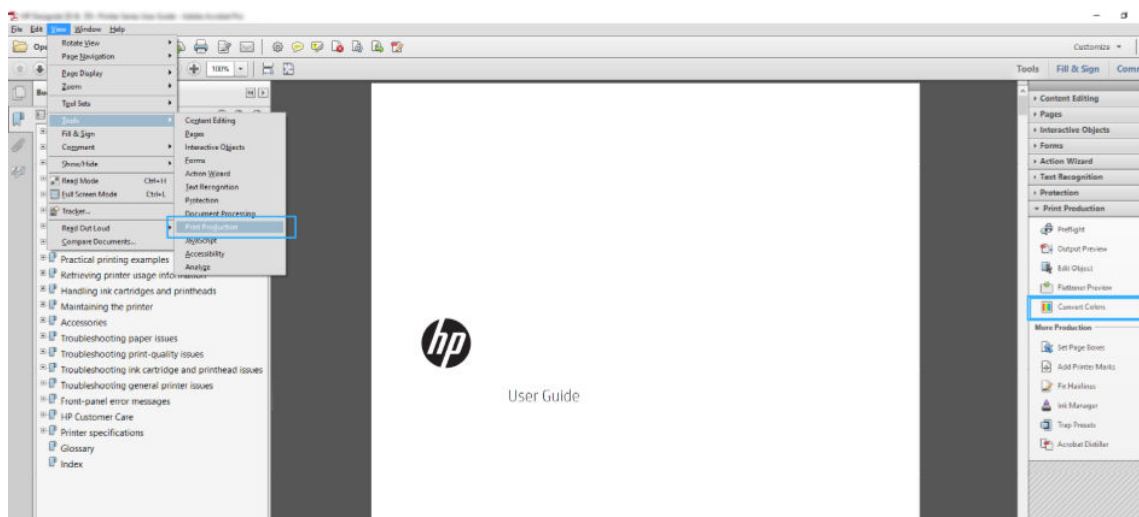 File Edit View Window Help
Customize
Rotate View
Page Navigation
Page Display
Zoom
Tool Sets
Tools
Fill & Sign
Comment
Show/Hide
Read Mode Ctrl+H
Full Screen Mode Ctrl+L
Tracker...
Read Out Loud
Compare Documents...
Content Editing
Pages
Interactive Objects
Forms
Action Wizard
Text Recognition
Protection
Document Processing
Print Production
JavaScript
Accessibility
Analyze
Practical printing examples
Retrieving printer usage
Handling ink cartridges and printheads
Maintaining the printer
Accessories
Troubleshooting paper issues
Troubleshooting print-quality issues
Troubleshooting ink cartridge and printhead issues
Troubleshooting general printer issues
Front-panel error messages
HP Customer Care
Printer specifications
Glossary
Index
hp
User Guide
Tools Fill & Sign
Content Editing
Pages
Interactive Objects
Forms
Action Wizard
Text Recognition
Protection
Print Production
Preflight
Output Preview
Edit Object
Flattener Preview
Convert Colors
More Production
Set Page Boxes
Add Printer Marks
Fix Hairlines
Ink Manager
Trap Presets
Acrobat Distiller